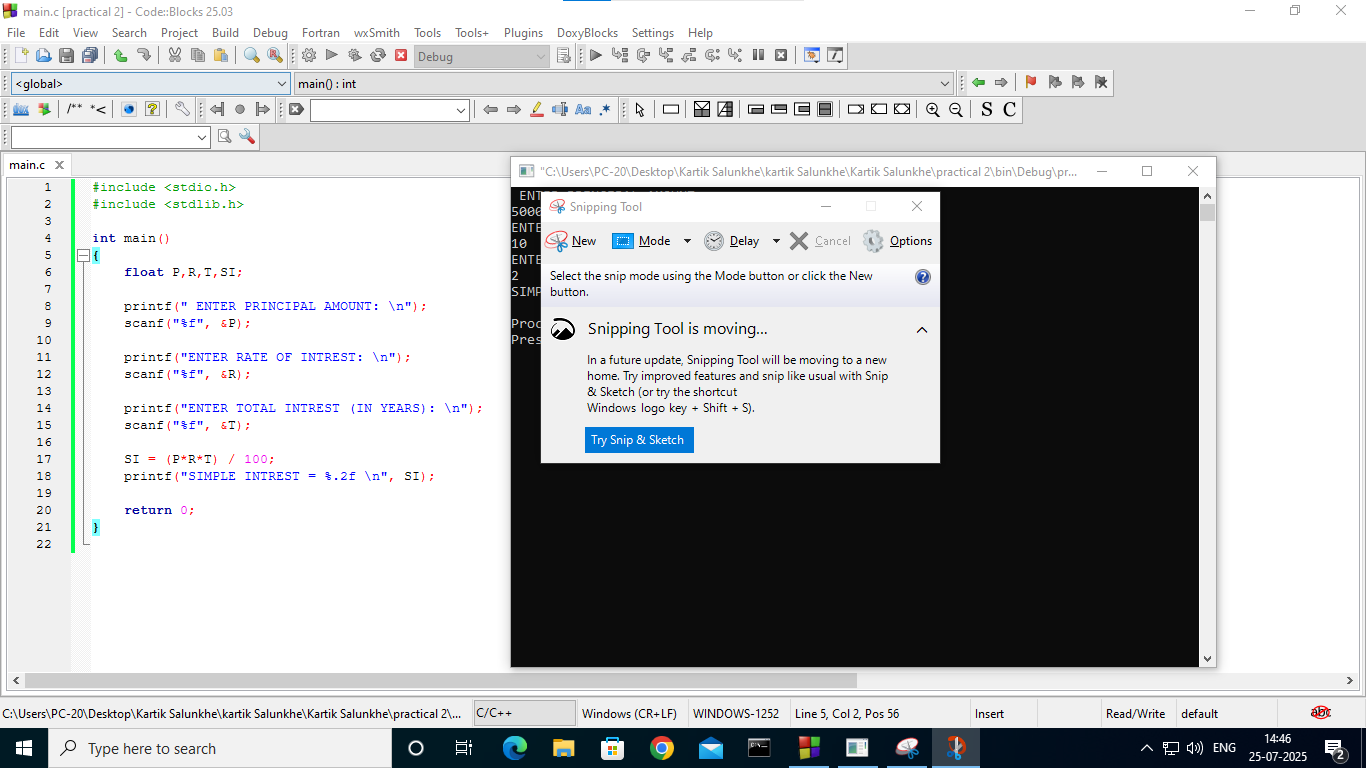 main.c [practical 2] - Code::Blocks 25.03
File Edit View Search Project Build Debug Fortran wxSmith Tools Tools+ Plugins DoxyBlocks Settings Help
Debug
<global> main() : int
/** *< Aa .* S C
main.c
1 #include <stdio.h>
2 #include <stdlib.h>
3
4 int main()
5 {
6 float P,R,T,SI;
7
8 printf(" ENTER PRINCIPAL AMOUNT: \n");
9 scanf("%f", &P);
10
11 printf("ENTER RATE OF INTREST: \n");
12 scanf("%f", &R);
13
14 printf("ENTER TOTAL INTREST (IN YEARS): \n");
15 scanf("%f", &T);
16
17 SI = (P*R*T) / 100;
18 printf("SIMPLE INTREST = %.2f \n", SI);
19
20 return 0;
21 }
22
"C:\Users\PC-20\Desktop\Kartik Salunkhe\kartik Salunkhe\Kartik Salunkhe\practical 2\bin\Debug\pr...
ENTER PRINCIPAL AMOUNT
5000
ENTE
10
ENTE
2
SIMP
Proc
Pres
Snipping Tool
New Mode Delay Cancel Options
Select the snip mode using the Mode button or click the New
button.
Snipping Tool is moving...
In a future update, Snipping Tool will be moving to a new
home. Try improved features and snip like usual with Snip
& Sketch (or try the shortcut
Windows logo key + Shift + S).
Try Snip & Sketch
C:\Users\PC-20\Desktop\Kartik Salunkhe\kartik Salunkhe\Kartik Salunkhe\practical 2\... C/C++ Windows (CR+LF) WINDOWS-1252 Line 5, Col 2, Pos 56 Insert Read/Write default abc
Type here to search
ENG
14:46
25-07-2025
2